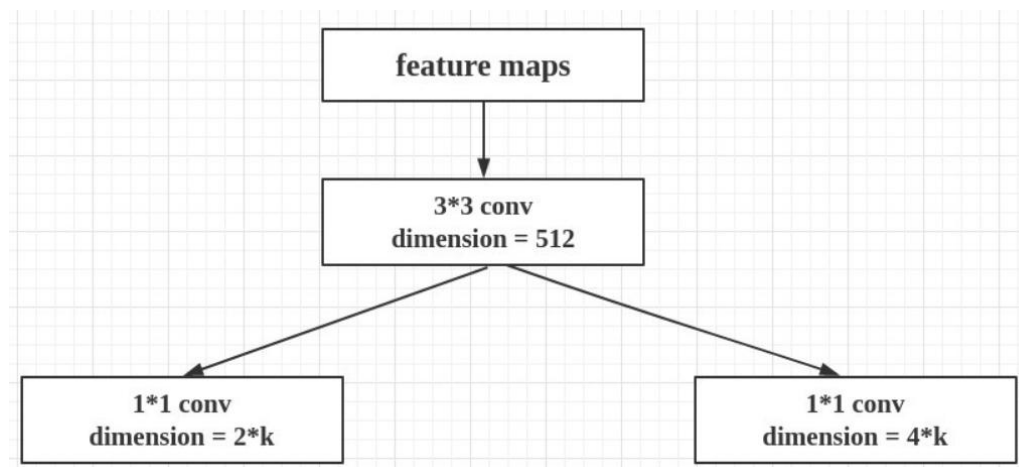 feature maps
3*3 conv
dimension = 512
1*1 conv
dimension = 2*k
1*1 conv
dimension = 4*k